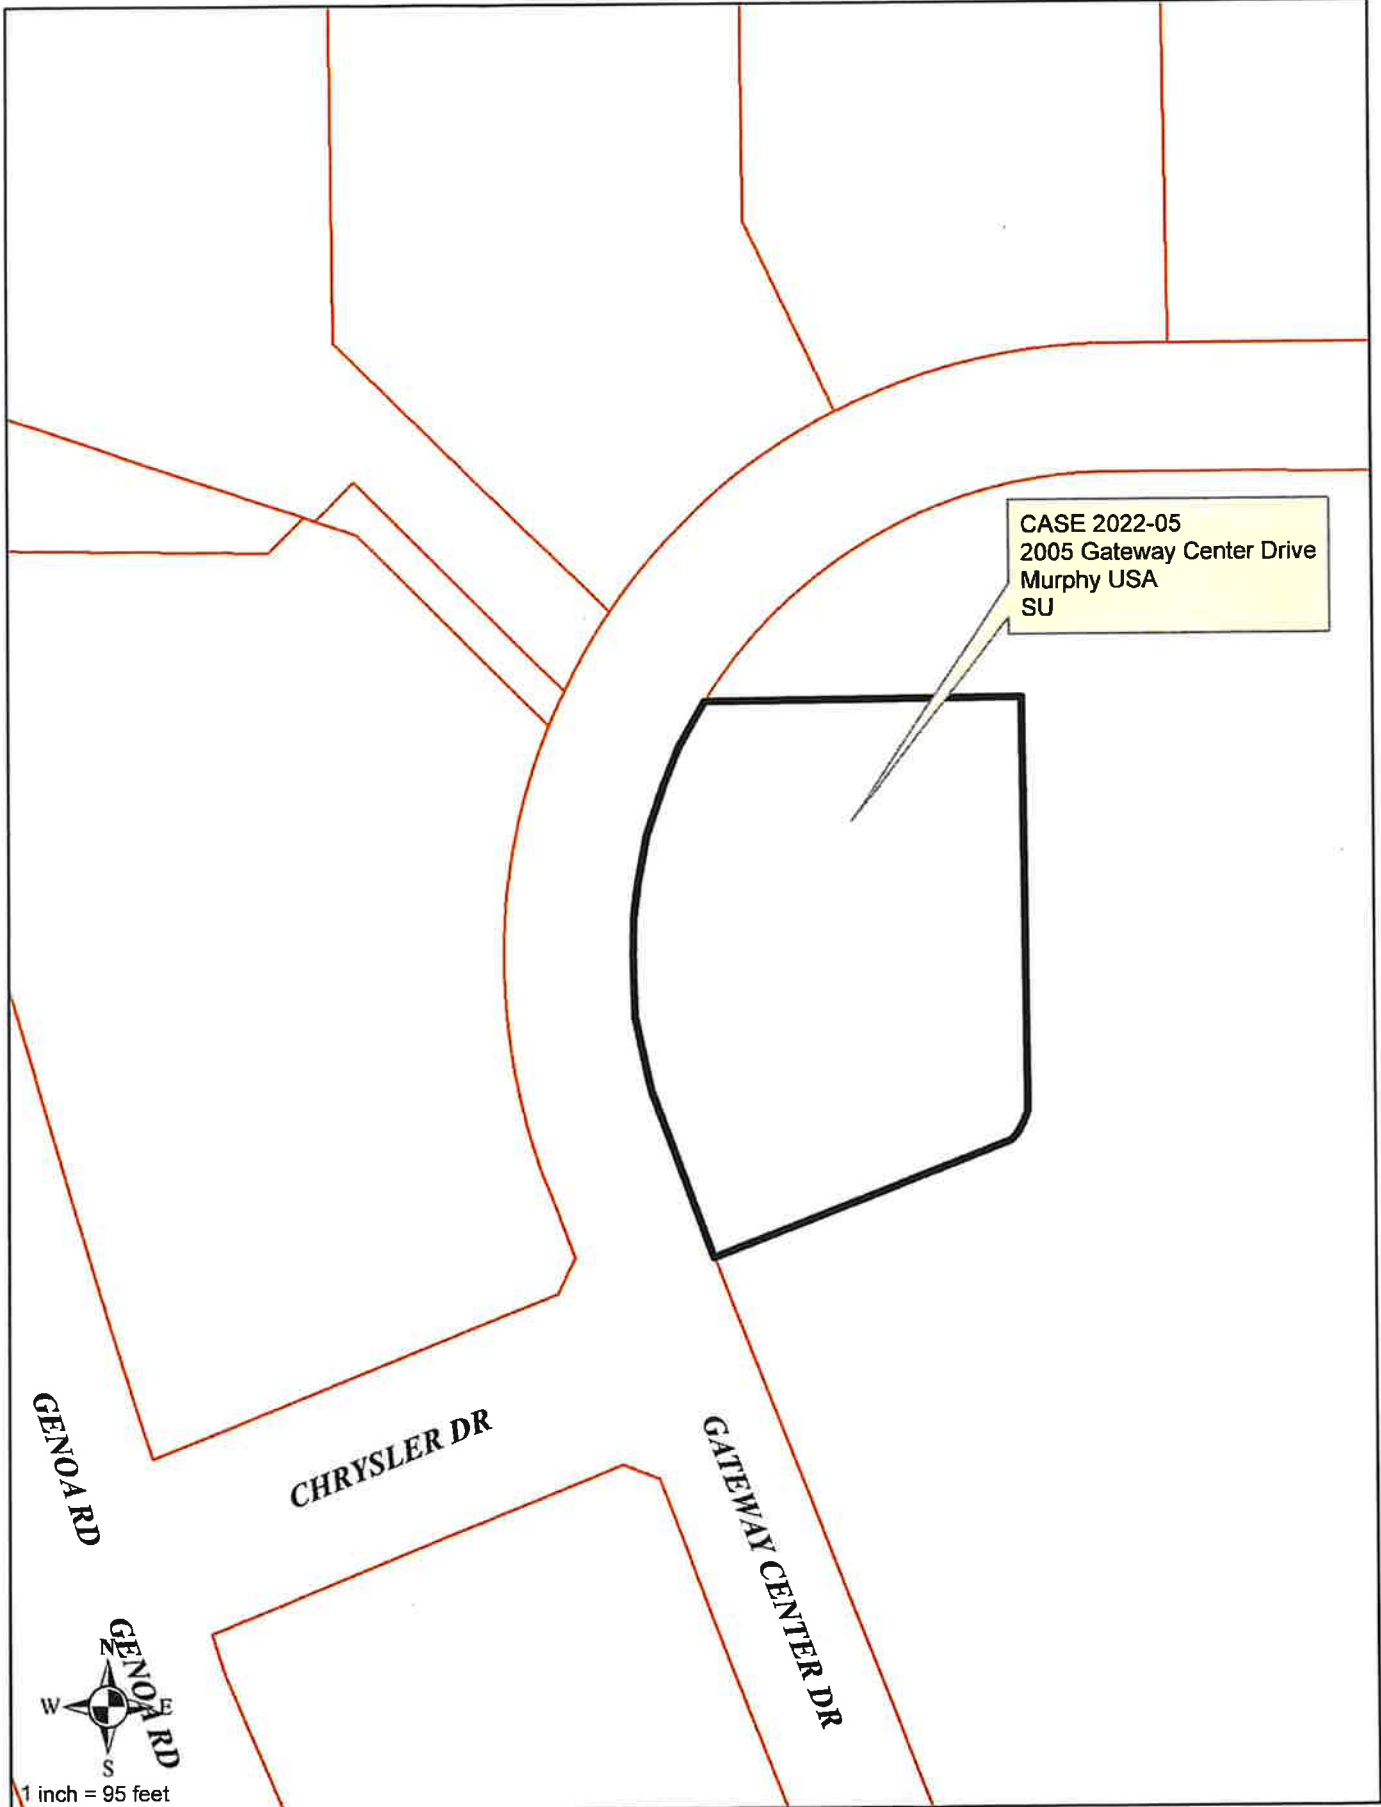 CASE 2022-05
2005 Gateway Center Drive
Murphy USA
SU
GENOA RD
CHRYSLER DR
GATEWAY CENTER DR
GENOA RD
N
W
E
S
1 inch = 95 feet